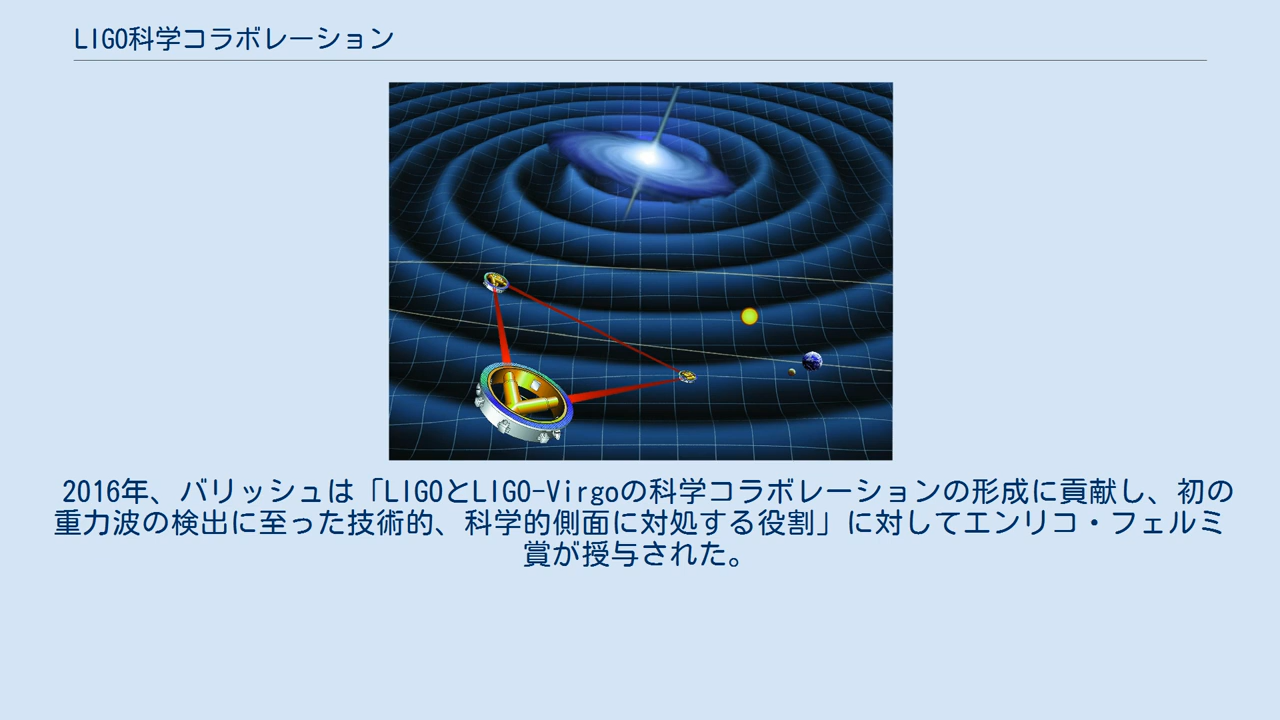 LIGO科学コラボレーション
2016年、バリッシュは「LIGOとLIGO-Virgoの科学コラボレーションの形成に貢献し、初の
重力波の検出に至った技術的、科学的側面に対処する役割」に対してエンリコ・フェルミ
賞が授与された。